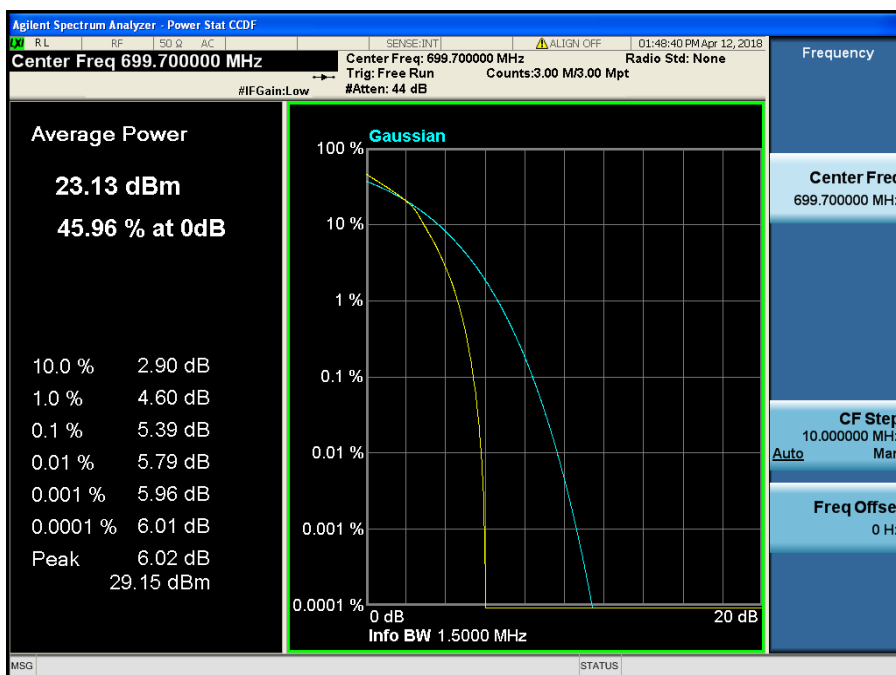 Agilent Spectrum Analyzer - Power Stat CCDF
LXI RL RF 50 Ω AC SENSE:INT ALIGN OFF 01:48:40 PM Apr 12, 2018
Center Freq 699.700000 MHz
Center Freq: 699.700000 MHz Radio Std: None
Trig: Free Run Counts:3.00 M/3.00 Mpt
#IFGain:Low #Atten: 44 dB
Frequency
Average Power
23.13 dBm
45.96 % at 0dB
10.0 % 2.90 dB
1.0 % 4.60 dB
0.1 % 5.39 dB
0.01 % 5.79 dB
0.001 % 5.96 dB
0.0001 % 6.01 dB
Peak 6.02 dB
29.15 dBm
Gaussian
100 %
10 %
1 %
0.1 %
0.01 %
0.001 %
0.0001 %
0 dB 20 dB
Info BW 1.5000 MHz
Center Freq
699.700000 MHz
CF Step
10.000000 MHz
Auto Man
Freq Offse
0 Hz
MSG STATUS